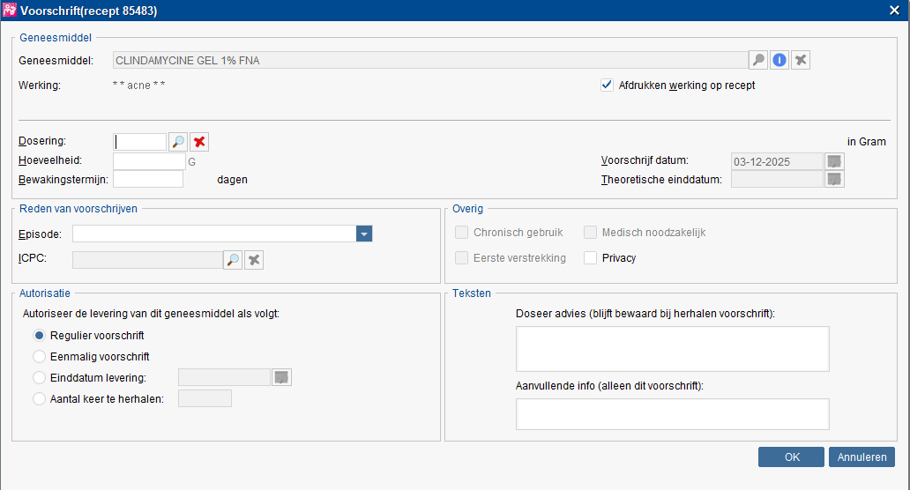 Voorschrift(recept 85483)
Geneesmiddel
Geneesmiddel: CLINDAMYCINE GEL 1% FNA
Werking: * * acne * * Afdrukken werking op recept
Dosering: in Gram
Hoeveelheid: G Voorschrijf datum: 03-12-2025
Bewakingstermijn: dagen Theoretische einddatum:
Reden van voorschrijven
Episode:
ICPC:
Overig
Chronisch gebruik Medisch noodzakelijk
Eerste verstrekking Privacy
Autorisatie
Autoriseer de levering van dit geneesmiddel als volgt:
Regulier voorschrift
Eenmalig voorschrift
Einddatum levering:
Aantal keer te herhalen:
Teksten
Doseer advies (blijft bewaard bij herhalen voorschrift):
Aanvullende info (alleen dit voorschrift):
OK Annuleren